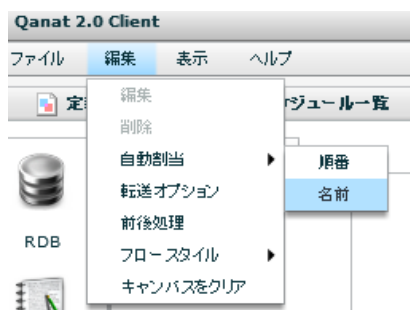 Qanat 2.0 Client
ファイル 編集 表示 ヘルプ
定 ジュール一覧
編集
削除
自動割当
順番
転送オプション
名前
前後処理
RDB
フロースタイル
キャンバスをクリア